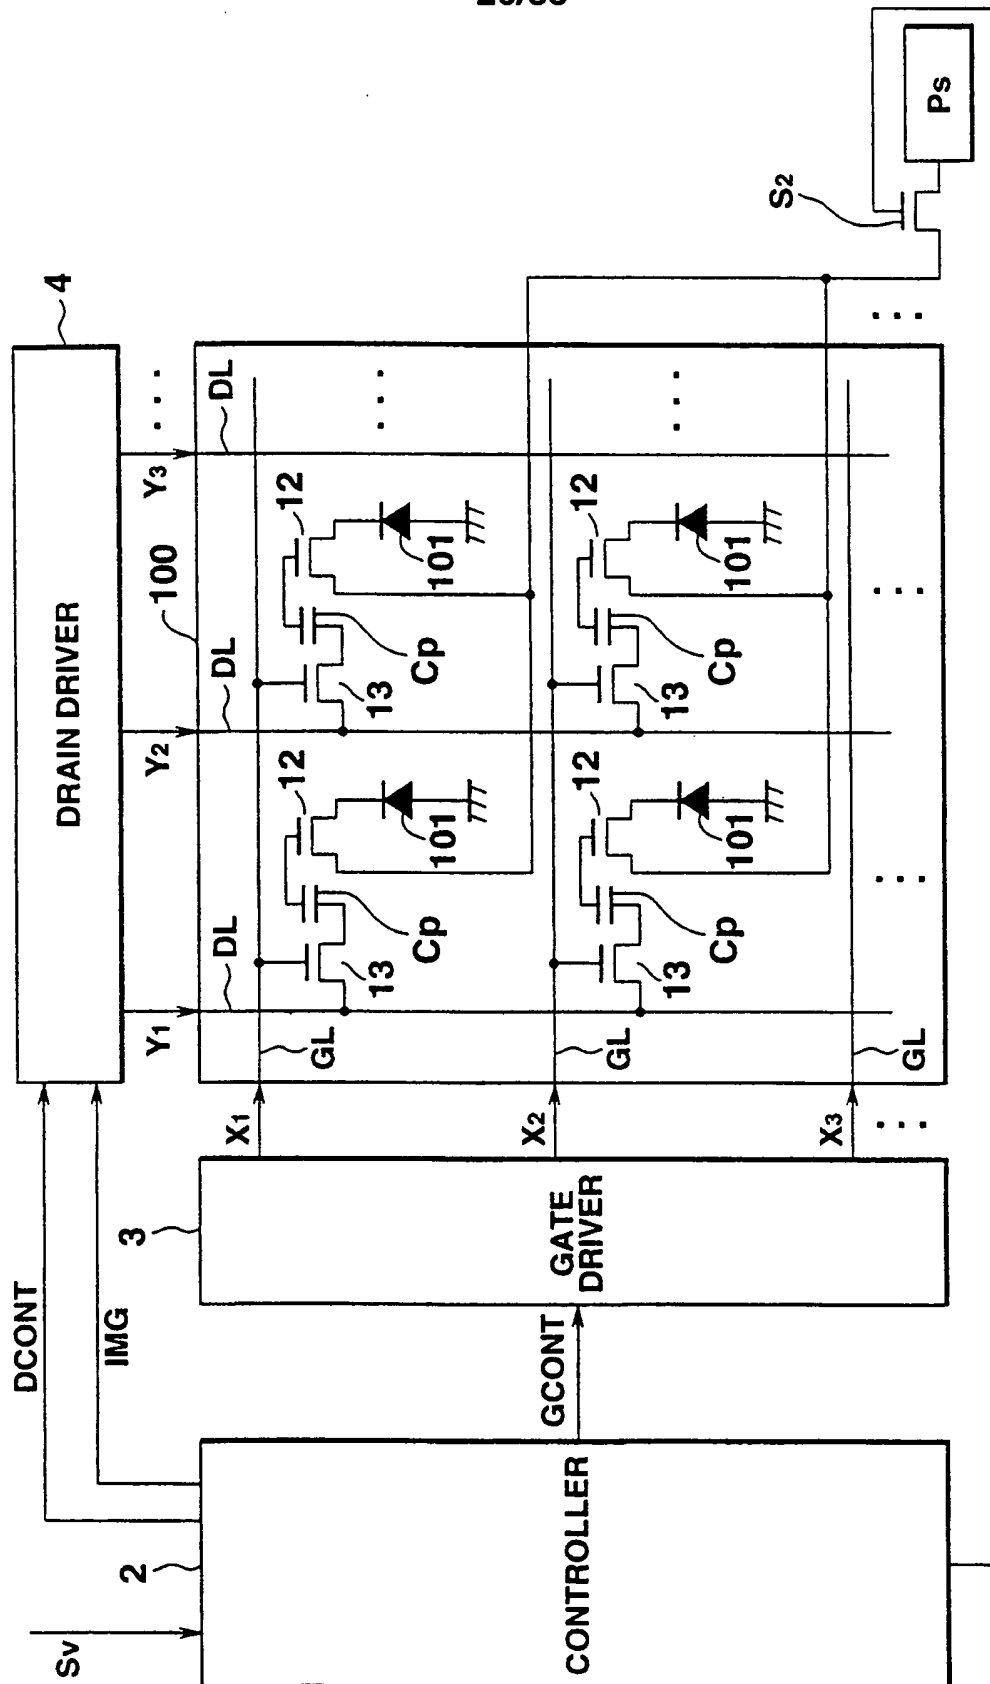 Sv
2
CONTROLLER
DCONT
IMG
GCONT
3
GATE
DRIVER
DRAIN DRIVER
4
100
X1
X2
X3
...
Y1
Y2
Y3
...
DL
DL
DL
GL
GL
GL
13
Cp
12
101
13
Cp
12
101
...
13
Cp
12
101
13
Cp
12
101
...
...
...
...
S2
Ps